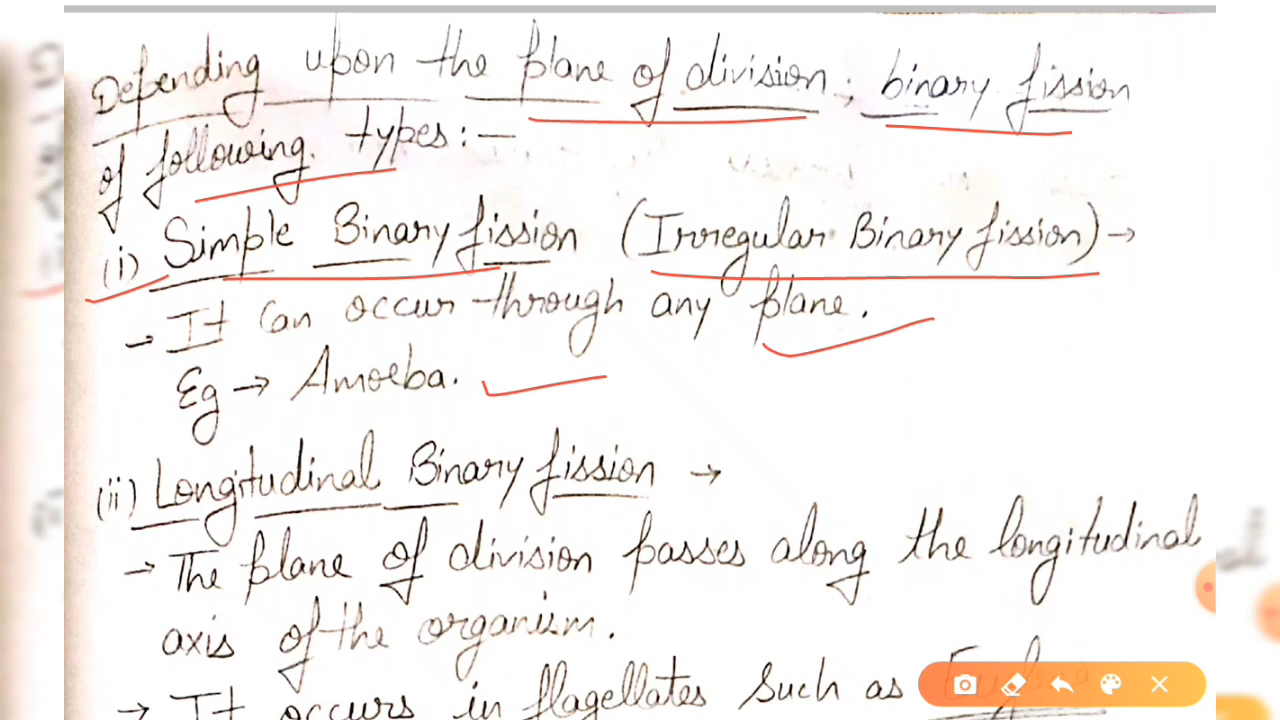 Depending upon the plane of division; binary fission
of following types:-
(i) Simple Binary fission (Irregular Binary fission) →
→ It can occur through any plane.
Eg → Amoeba.
(ii) Longitudinal Binary fission →
→ The plane of division passes along the longitudinal
axis of the organism.
→ It occurs in flagellates such as